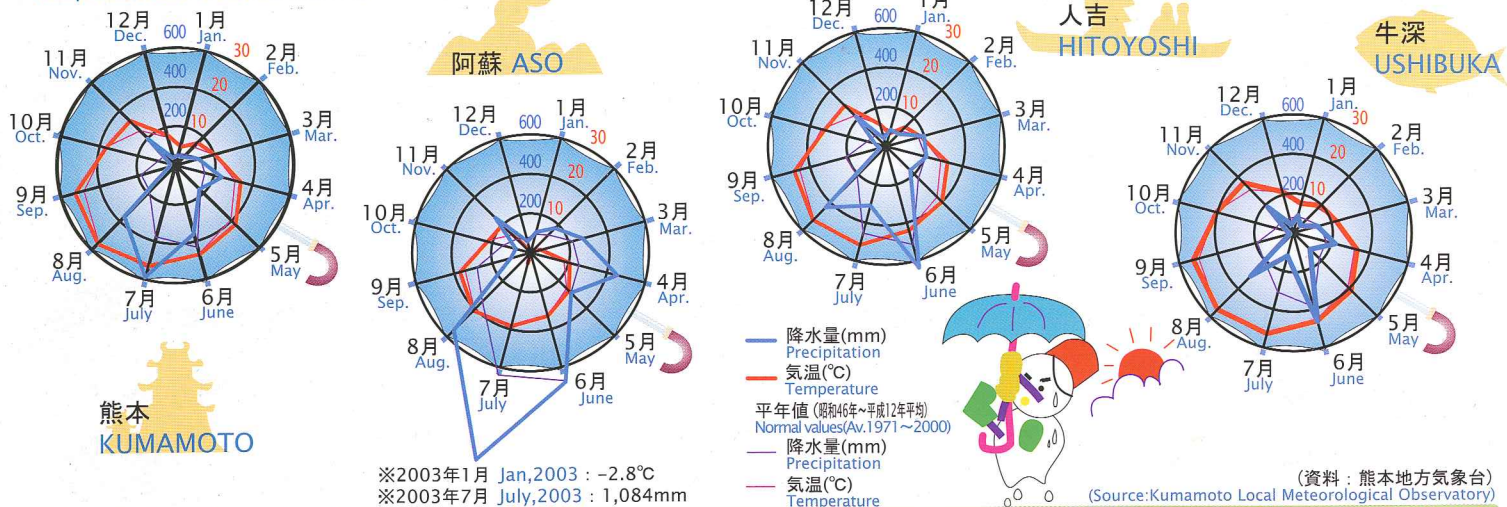 熊本
KUMAMOTO
12月
Dec.
1月
Jan.
2月
Feb.
3月
Mar.
4月
Apr.
5月
May
6月
June
7月
July
8月
Aug.
9月
Sep.
10月
Oct.
11月
Nov.
600
400
200
30
20
10
阿蘇 ASO
12月
Dec.
1月
Jan.
2月
Feb.
3月
Mar.
4月
Apr.
5月
May
6月
June
7月
July
8月
Aug.
9月
Sep.
10月
Oct.
11月
Nov.
600
400
200
30
20
10
※2003年1月 Jan,2003 : -2.8℃
※2003年7月 July,2003 : 1,084mm
人吉
HITOYOSHI
12月
Dec.
1月
Jan.
2月
Feb.
3月
Mar.
4月
Apr.
5月
May
6月
June
7月
July
8月
Aug.
9月
Sep.
10月
Oct.
11月
Nov.
600
400
200
30
20
10
牛深
USHIBUKA
12月
Dec.
1月
Jan.
2月
Feb.
3月
Mar.
4月
Apr.
5月
May
6月
June
7月
July
8月
Aug.
9月
Sep.
10月
Oct.
11月
Nov.
600
400
200
30
20
10
降水量(mm)
Precipitation
気温(℃)
Temperature
平年値(昭和46年~平成12年平均)
Normal values(Av.1971～2000)
降水量(mm)
Precipitation
気温(℃)
Temperature
(資料：熊本地方気象台)
(Source:Kumamoto Local Meteorological Observatory)